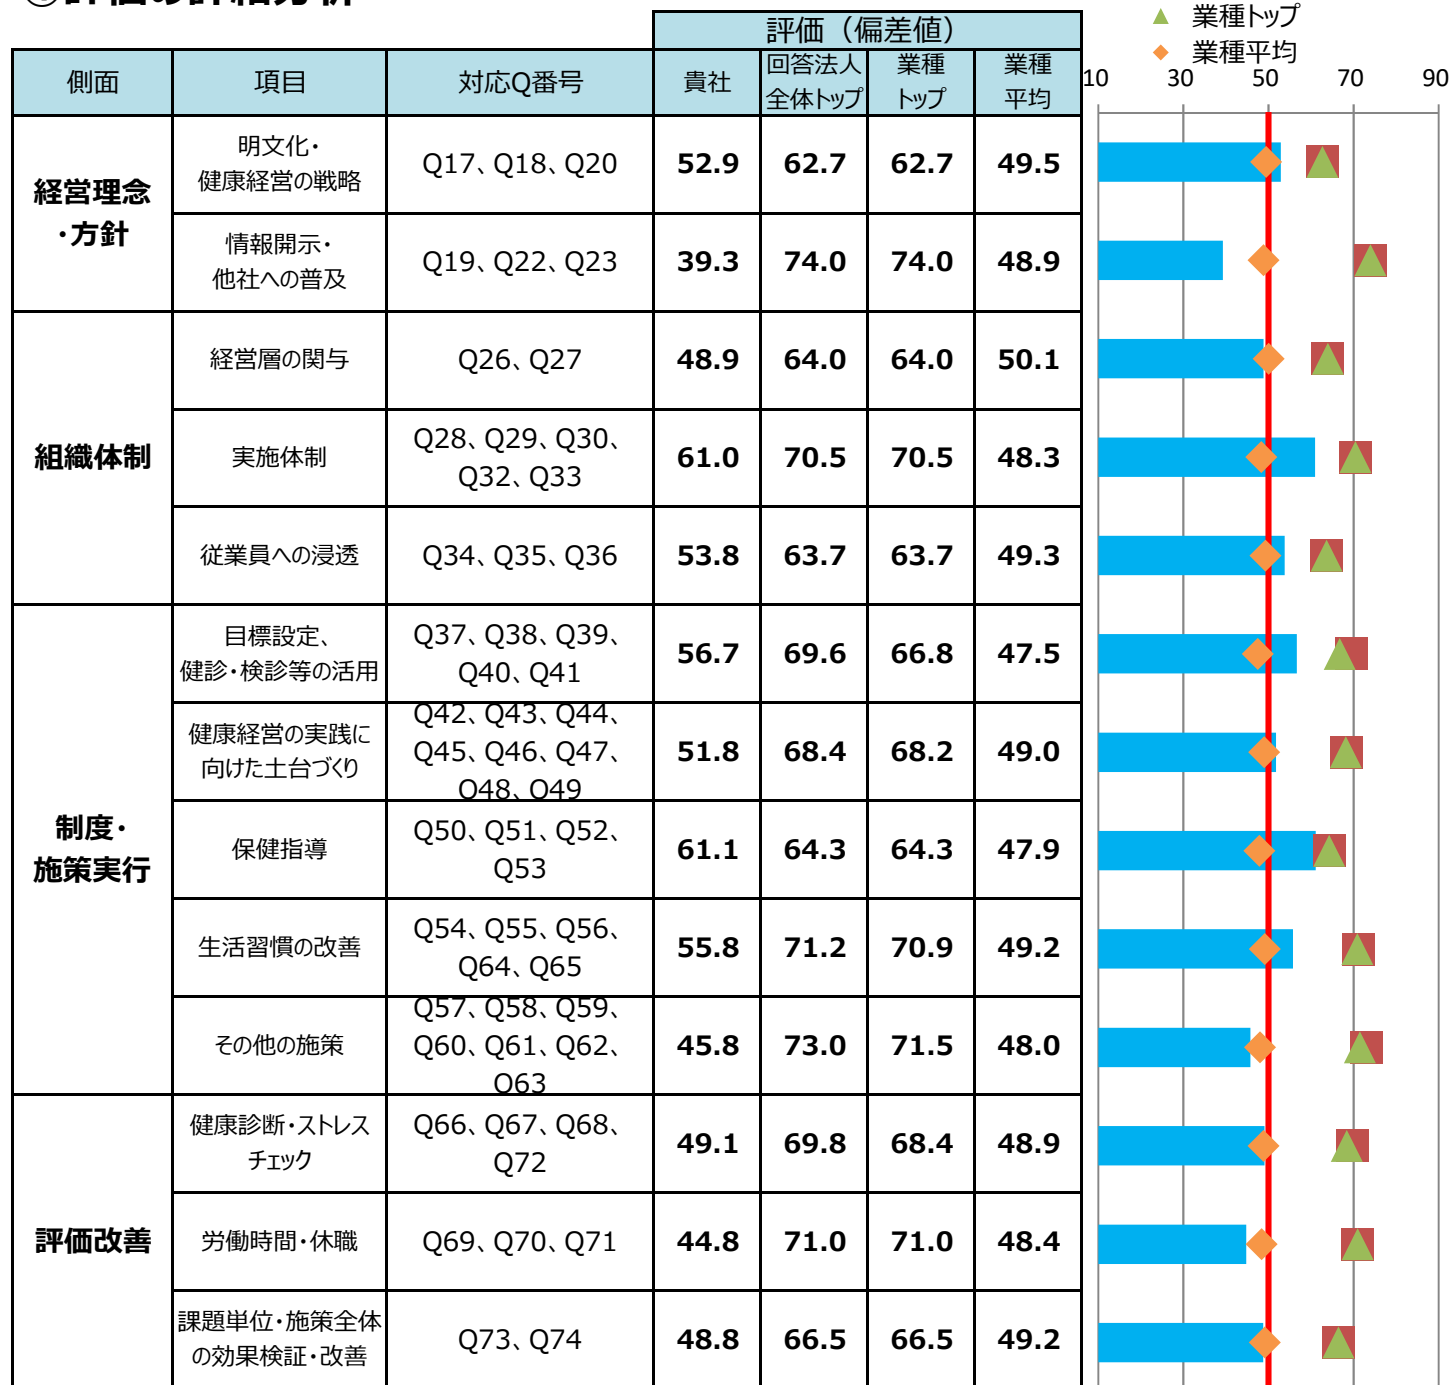 評価（偏差値）
側面 項目 対応Q番号 貴社 回答法人 業種 業種
全体トップ トップ 平均
▲ 業種トップ
◆ 業種平均
10 30 50 70 90
経営理念
・方針
明文化・
健康経営の戦略
Q17、Q18、Q20 52.9 62.7 62.7 49.5
情報開示・
他社への普及
Q19、Q22、Q23 39.3 74.0 74.0 48.9
組織体制
経営層の関与 Q26、Q27 48.9 64.0 64.0 50.1
実施体制
Q28、Q29、Q30、
Q32、Q33
61.0 70.5 70.5 48.3
従業員への浸透 Q34、Q35、Q36 53.8 63.7 63.7 49.3
制度・
施策実行
目標設定、
健診・検診等の活用
Q37、Q38、Q39、
Q40、Q41
56.7 69.6 66.8 47.5
健康経営の実践に
向けた土台づくり
Q42、Q43、Q44、
Q45、Q46、Q47、
Q48、Q49
51.8 68.4 68.2 49.0
保健指導
Q50、Q51、Q52、
Q53
61.1 64.3 64.3 47.9
生活習慣の改善
Q54、Q55、Q56、
Q64、Q65
55.8 71.2 70.9 49.2
その他の施策
Q57、Q58、Q59、
Q60、Q61、Q62、
Q63
45.8 73.0 71.5 48.0
評価改善
健康診断・ストレス
チェック
Q66、Q67、Q68、
Q72
49.1 69.8 68.4 48.9
労働時間・休職 Q69、Q70、Q71 44.8 71.0 71.0 48.4
課題単位・施策全体
の効果検証・改善
Q73、Q74 48.8 66.5 66.5 49.2